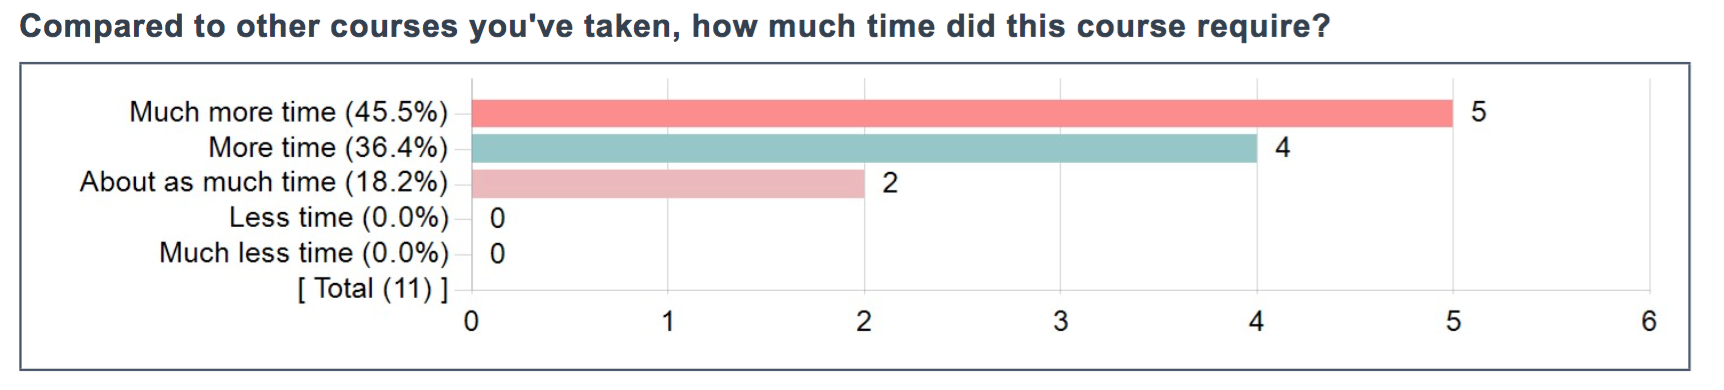 Compared to other courses you've taken, how much time did this course require?
Much more time (45.5%) 5
More time (36.4%) 4
About as much time (18.2%) 2
Less time (0.0%) 0
Much less time (0.0%) 0
[ Total (11) ]
0 1 2 3 4 5 6